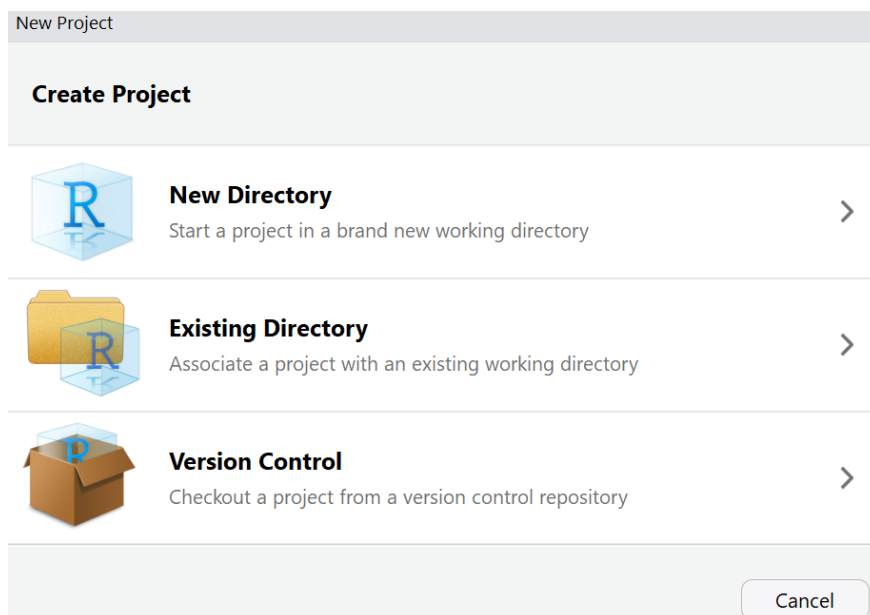 New Project
Create Project
R
New Directory
Start a project in a brand new working directory
R
Existing Directory
Associate a project with an existing working directory
R
Version Control
Checkout a project from a version control repository
Cancel